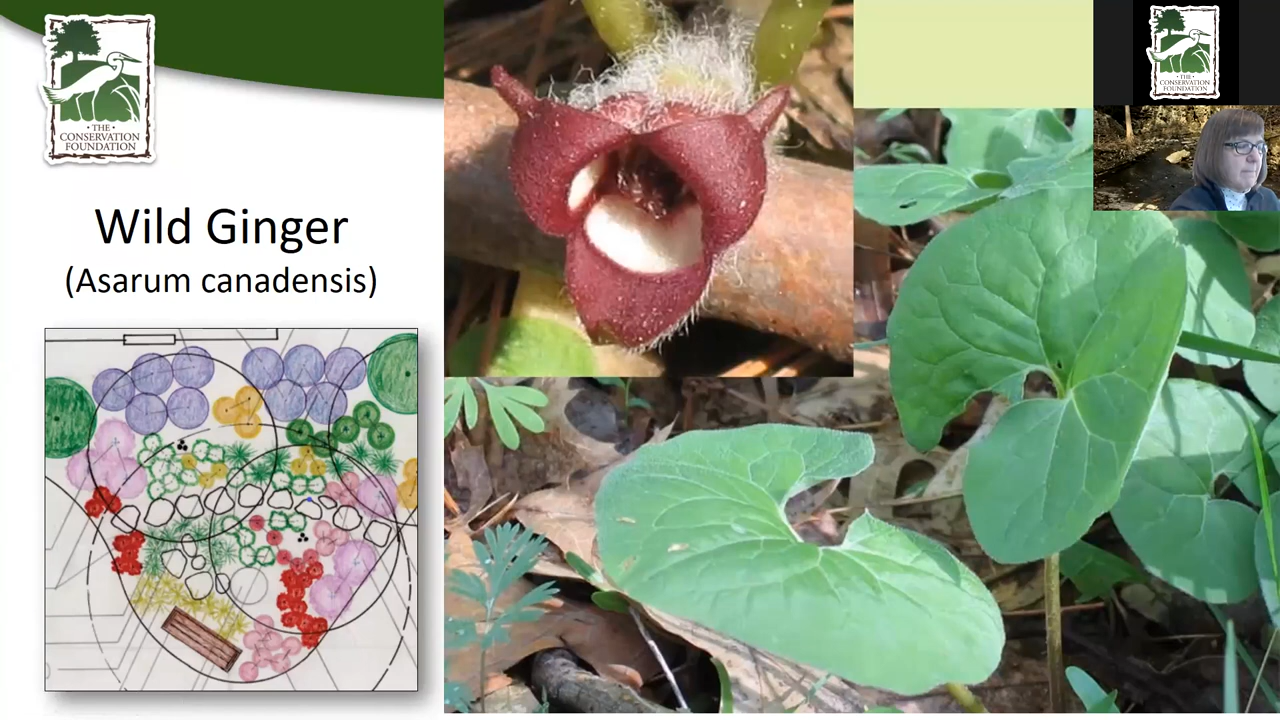 · THE ·
CONSERVATION
FOUNDATION
Wild Ginger
(Asarum canadensis)
· THE ·
CONSERVATION
FOUNDATION